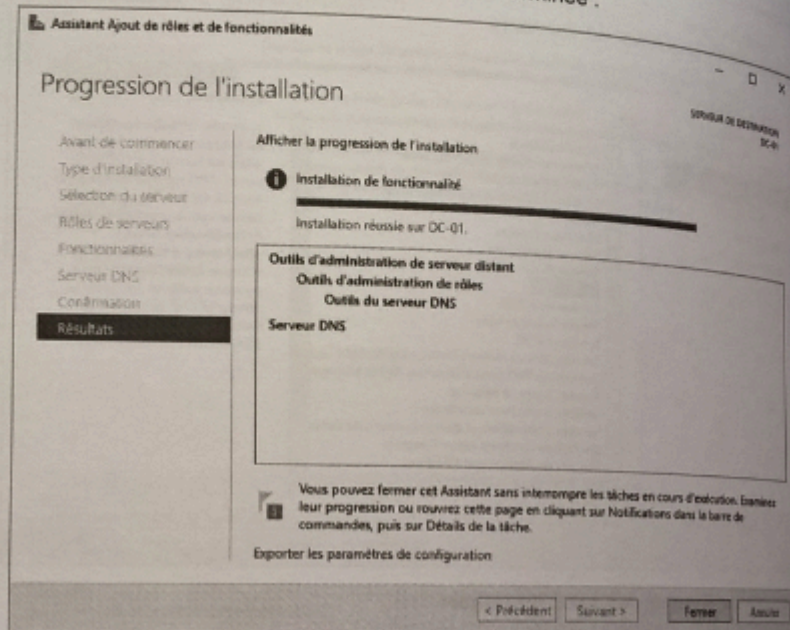 Assistant Ajout de rôles et de fonctionnalités
Progression de l'installation
SERVEUR DE DESTINATION
DC-01
Avant de commencer
Type d'installation
Sélection du serveur
Rôles de serveurs
Fonctionnalités
Serveur DNS
Confirmation
Résultats
Afficher la progression de l'installation
Installation de fonctionnalité
Installation réussie sur DC-01.
Outils d'administration de serveur distant
Outils d'administration de rôles
Outils du serveur DNS
Serveur DNS
Vous pouvez fermer cet Assistant sans interrompre les tâches en cours d'exécution. Examinez
leur progression ou rouvrez cette page en cliquant sur Notifications dans la barre de
commandes, puis sur Détails de la tâche.
Exporter les paramètres de configuration
< Précédent
Suivant >
Fermer
Annuler